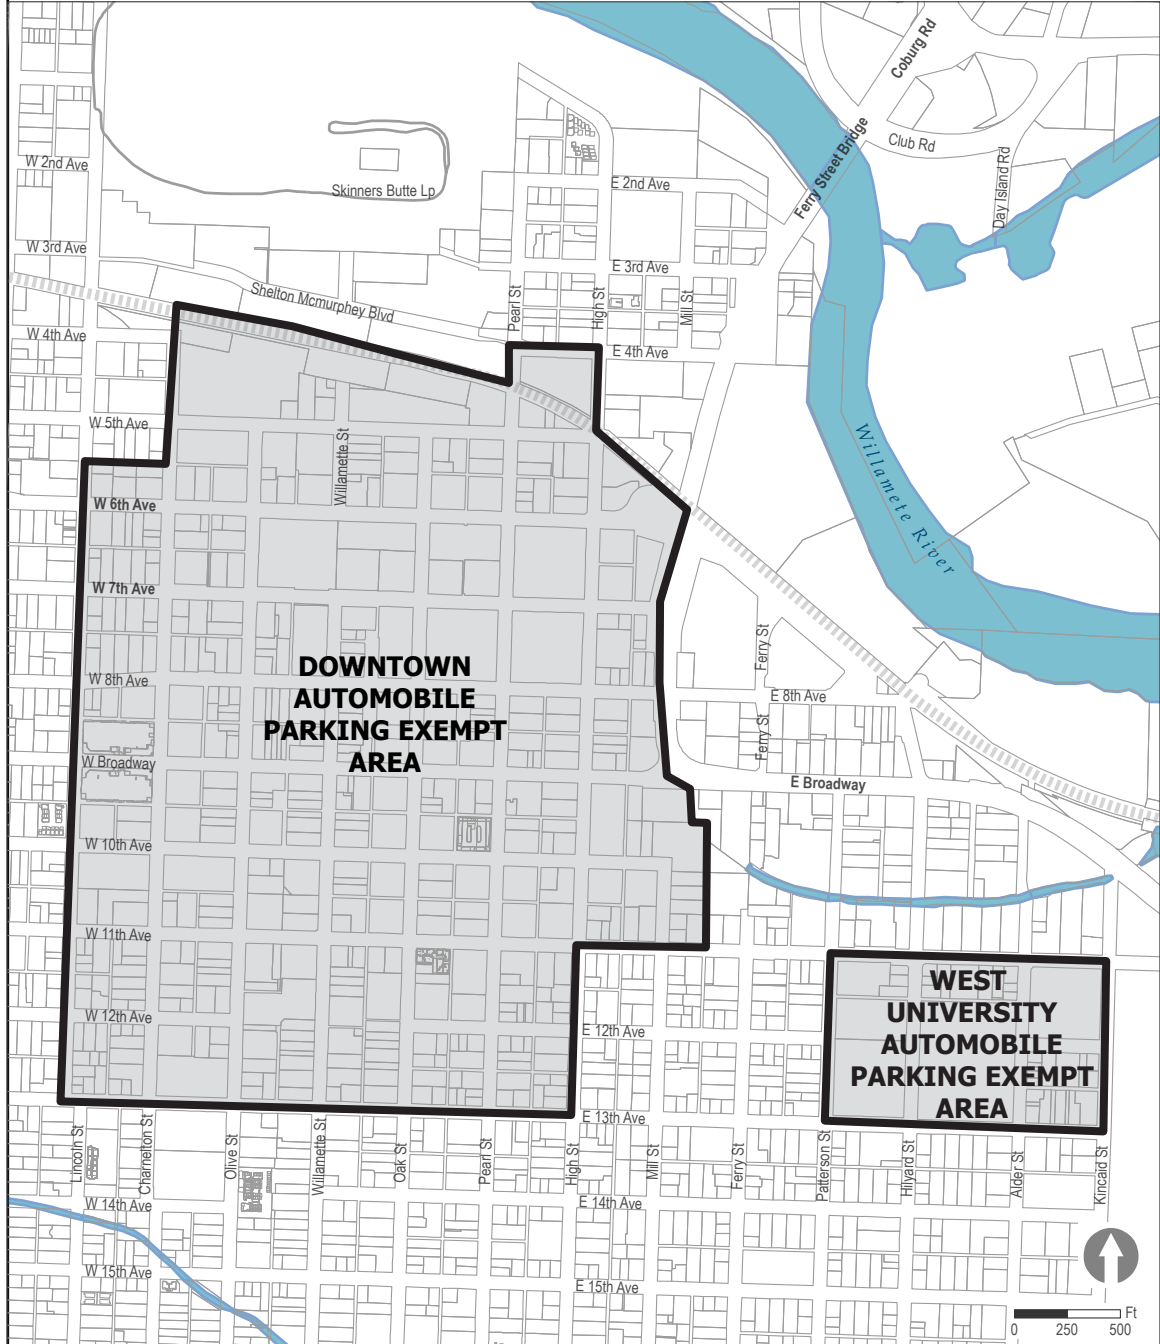 Coburg Rd
Club Rd
Ferry Street Bridge
Day Island Rd
W 2nd Ave
Skinners Butte Lp
E 2nd Ave
W 3rd Ave
E 3rd Ave
Shelton Mcmurphey Blvd
Pearl St
High St
Mill St
W 4th Ave
E 4th Ave
W 5th Ave
Willamette St
Willamete River
W 6th Ave
W 7th Ave
Ferry St
W 8th Ave
E 8th Ave
DOWNTOWN
AUTOMOBILE
PARKING EXEMPT
AREA
Ferry St
W Broadway
E Broadway
W 10th Ave
W 11th Ave
WEST
UNIVERSITY
AUTOMOBILE
PARKING EXEMPT
AREA
W 12th Ave
E 12th Ave
E 13th Ave
Lincoln St
Charnelton St
Olive St
Willamette St
Oak St
Pearl St
High St
Mill St
Ferry St
Patterson St
Hilyard St
Alder St
Kincaid St
W 14th Ave
E 14th Ave
W 15th Ave
E 15th Ave
Ft
0 250 500